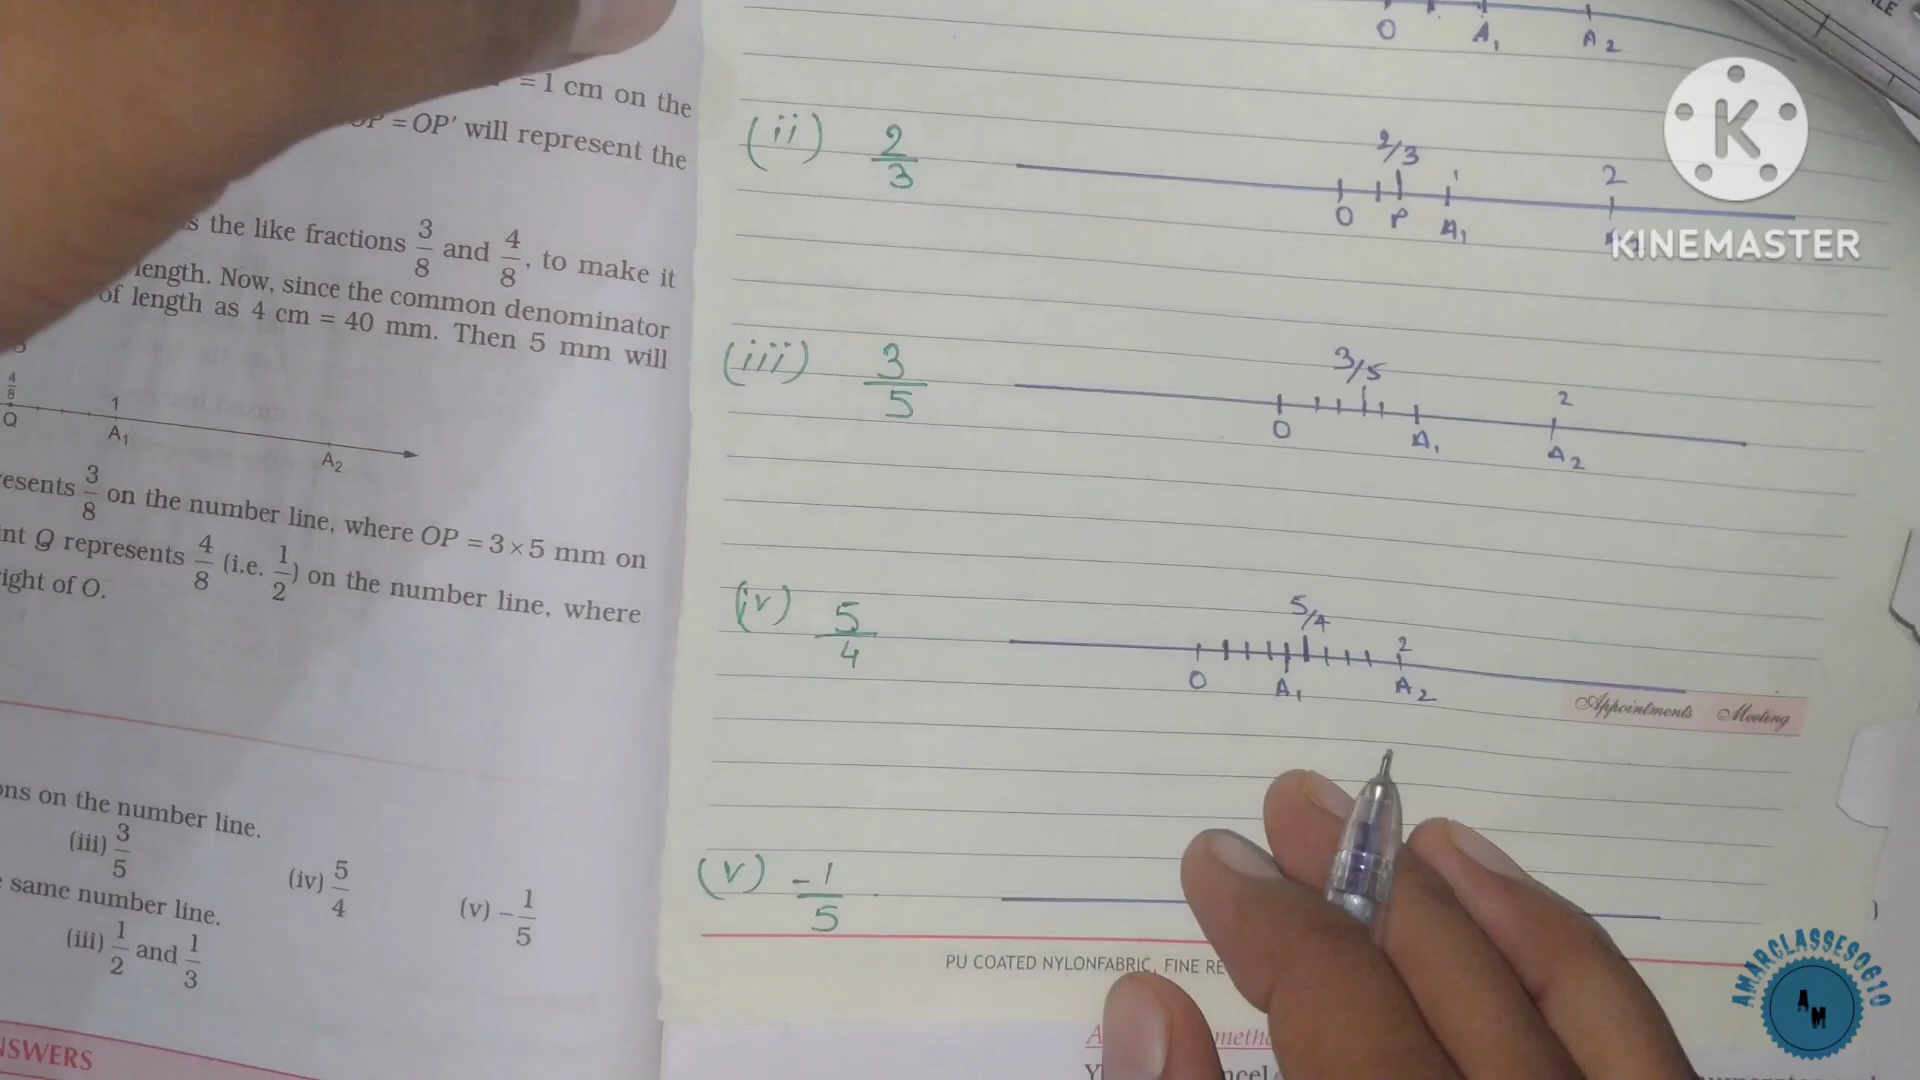 = 1 cm on the
OP = OP' will represent the
the like fractions 3/8 and 4/8, to make it
length. Now, since the common denominator
of length as 4 cm = 40 mm. Then 5 mm will
4/8
1
Q
A1
A2
3/8 on the number line, where OP = 3 × 5 mm on
Q represents 4/8 (i.e. 1/2) on the number line, where
of O.
on the number line.
(iii) 3/5 (iv) 5/4 (v) -1/5
same number line.
(iii) 1/2 and 1/3
O A1 A2
(ii) 2/3
2/3 1 2
O P A1
(iii) 3/5
3/5 2
O A1 A2
(iv) 5/4
5/4 2
O A1 A2
Appointments Meeting
(v) -1/5
PU COATED NYLONFABRIC, FINE
K
KINEMASTER
AMARCLASSES0610
AM